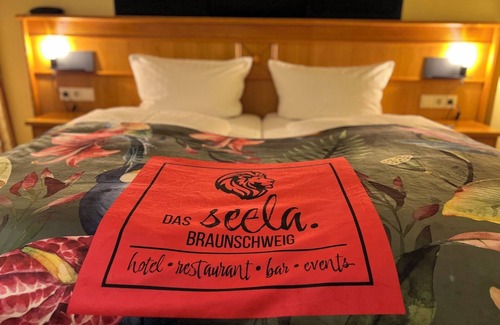 DAS seela.
BRAUNSCHWEIG
hotel • restaurant • bar • events